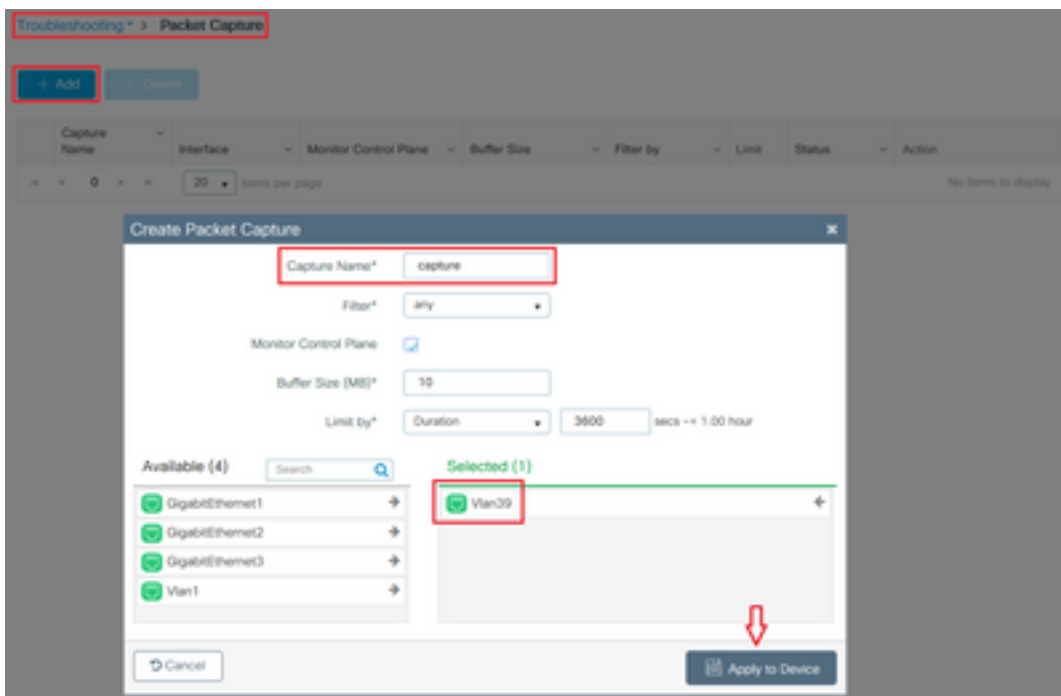 Troubleshooting > Packet Capture
+ Add × Delete
Capture Name Interface Monitor Control Plane Buffer Size Filter by Limit Status Action
0 20 items per page No items to display
Create Packet Capture ×
Capture Name* capture
Filter* any
Monitor Control Plane
Buffer Size (MB)* 10
Limit by* Duration 3600 secs ~= 1.00 hour
Available (4) Search Selected (1)
GigabitEthernet1 Vlan39
GigabitEthernet2
GigabitEthernet3
Vlan1
Cancel Apply to Device